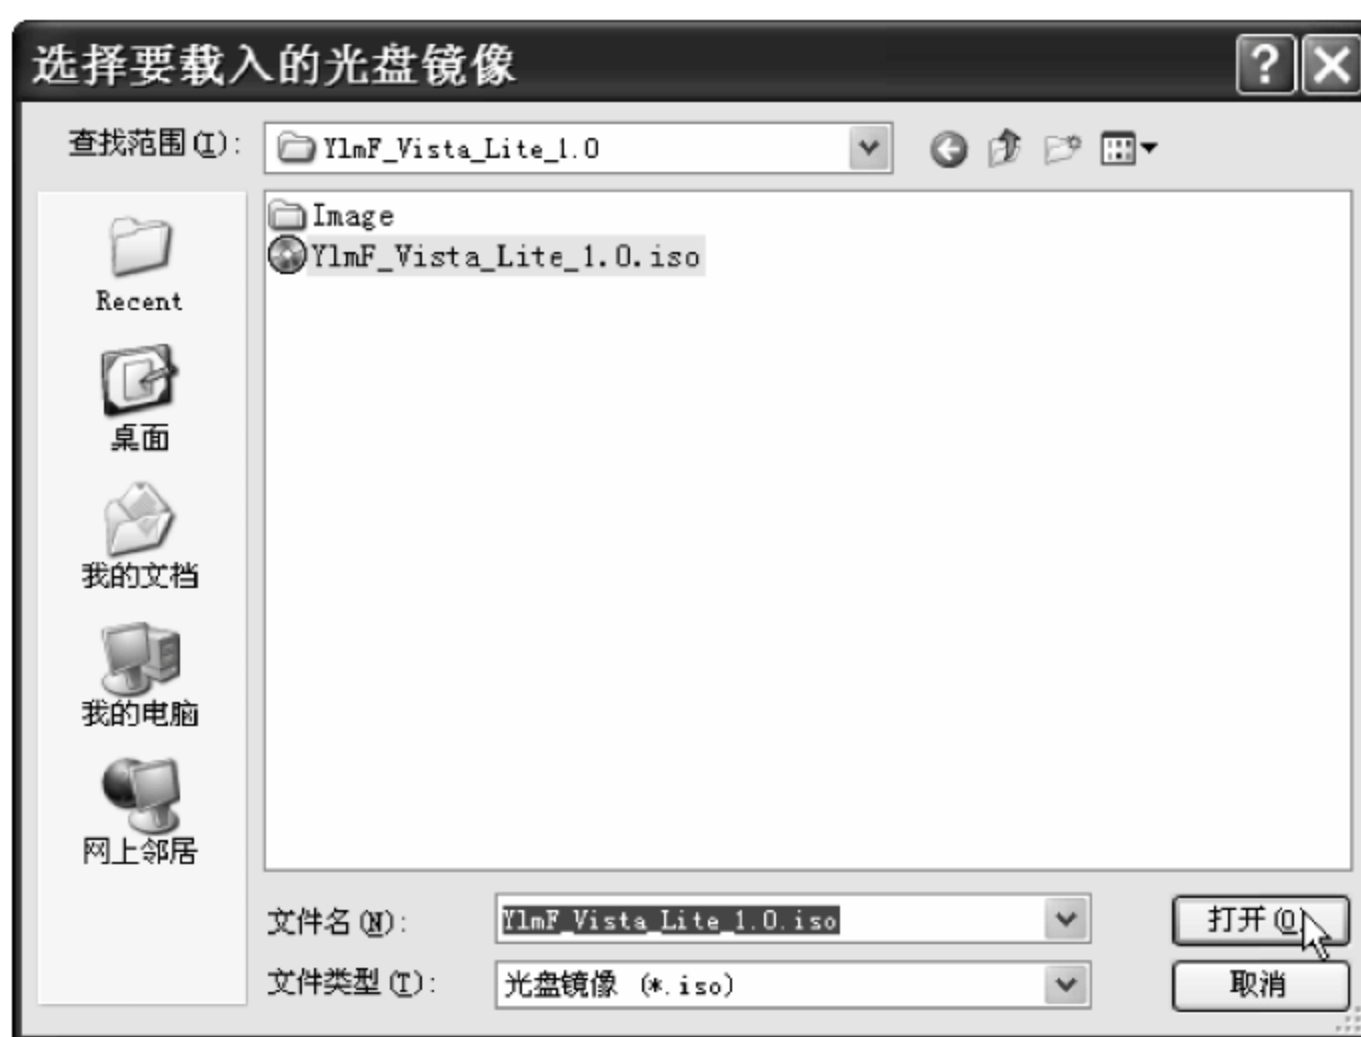 选择要载入的光盘镜像
查找范围(I):
YlmF_Vista_Lite_1.0
Image
YlmF_Vista_Lite_1.0.iso
Recent
桌面
我的文档
我的电脑
网上邻居
文件名(N):
YlmF_Vista_Lite_1.0.iso
打开(O)
文件类型(T):
光盘镜像 (*.iso)
取消